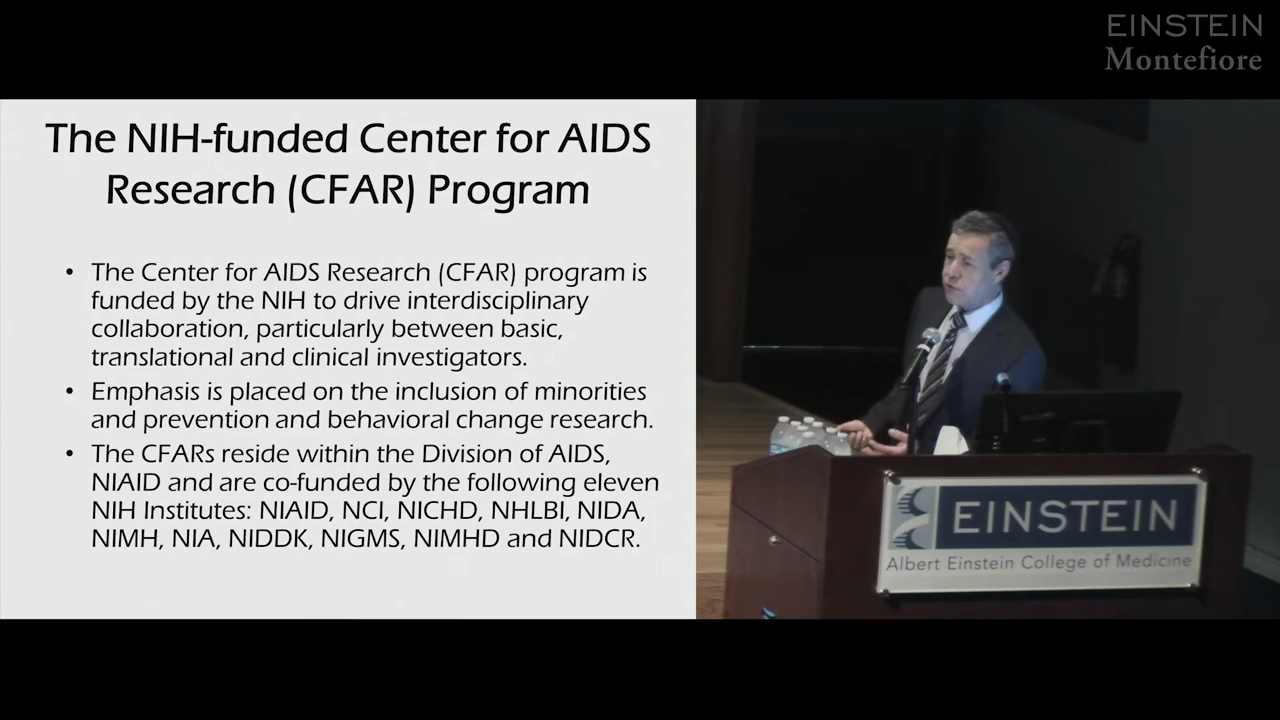 EINSTEIN
Montefiore
The NIH-funded Center for AIDS
Research (CFAR) Program
• The Center for AIDS Research (CFAR) program is
funded by the NIH to drive interdisciplinary
collaboration, particularly between basic,
translational and clinical investigators.
• Emphasis is placed on the inclusion of minorities
and prevention and behavioral change research.
• The CFARs reside within the Division of AIDS,
NIAID and are co-funded by the following eleven
NIH Institutes: NIAID, NCI, NICHD, NHLBI, NIDA,
NIMH, NIA, NIDDK, NIGMS, NIMHD and NIDCR.
EINSTEIN
Albert Einstein College of Medicine